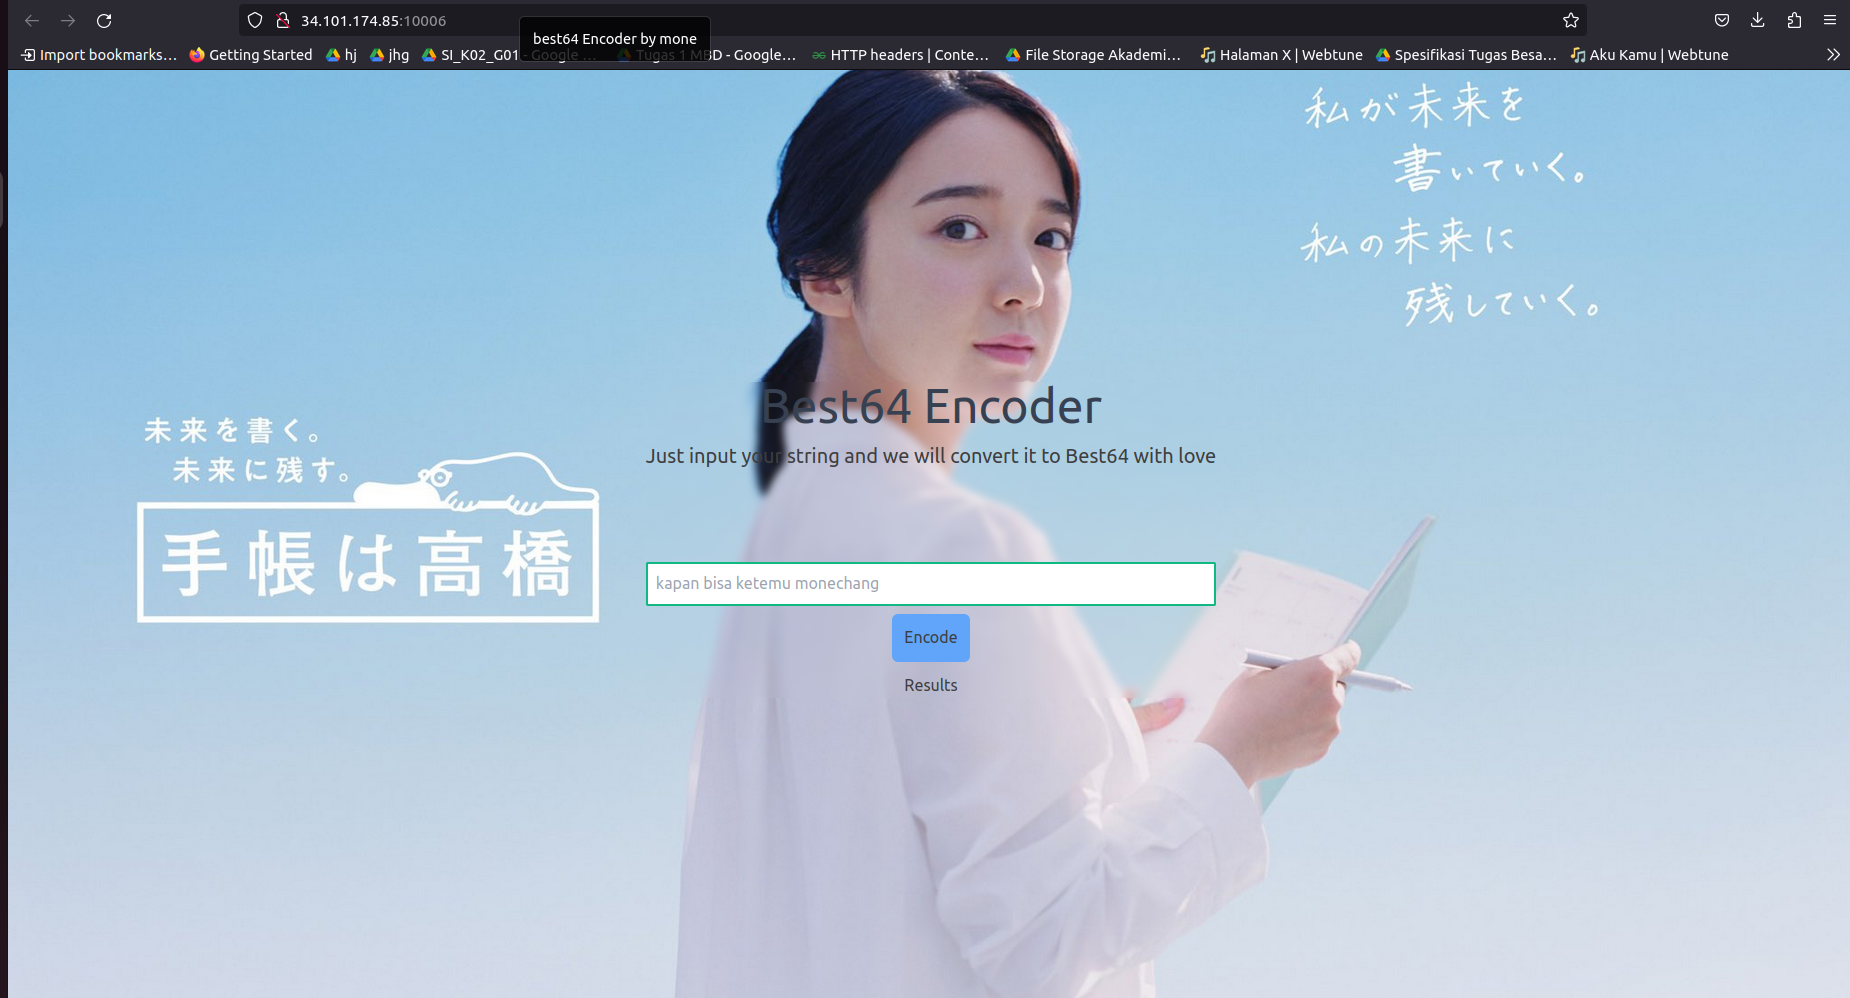 34.101.174.85:10006
best64 Encoder by mone
Import bookmarks…
Getting Started
hj
jhg
SI_K02_G01 - Google …
Tugas 1 MBD - Google…
HTTP headers | Conte…
File Storage Akademi…
Halaman X | Webtune
Spesifikasi Tugas Besa…
Aku Kamu | Webtune
私が未来を
書いていく。
私の未来に
残していく。
未来を書く。
未来に残す。
手帳は高橋
Best64 Encoder
Just input your string and we will convert it to Best64 with love
kapan bisa ketemu monechang
Encode
Results